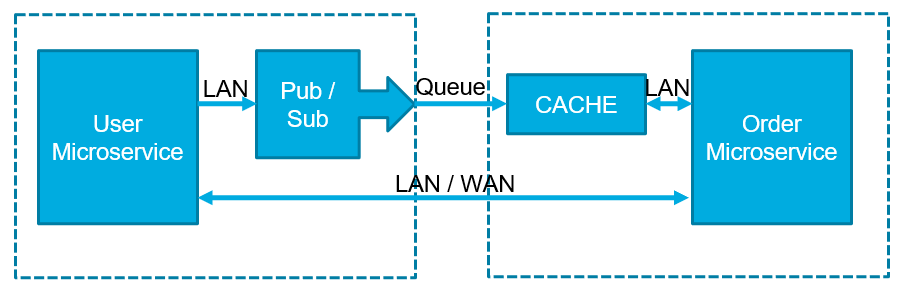 User
Microservice
LAN
Pub /
Sub
Queue
CACHE
LAN
Order
Microservice
LAN / WAN